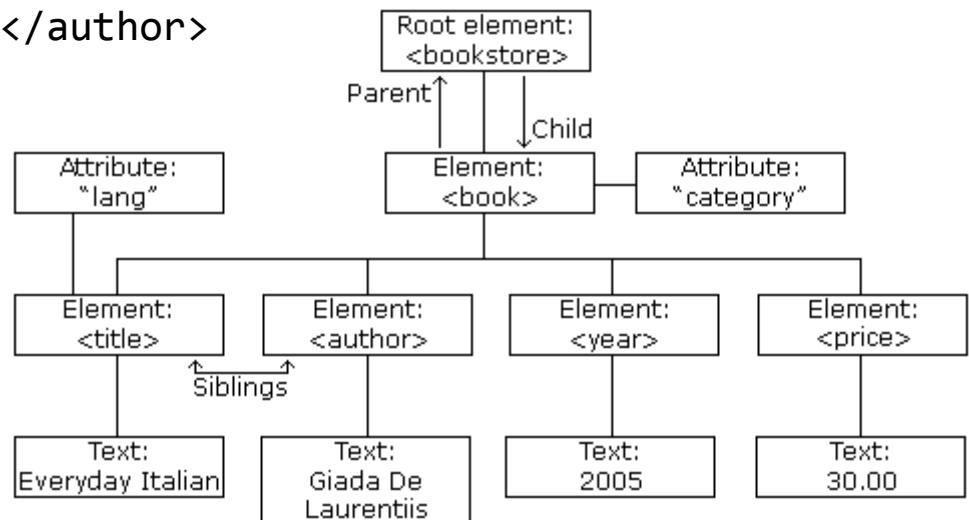 </author>
Root element:
<bookstore>
Parent
Child
Attribute:
"lang"
Element:
<book>
Attribute:
"category"
Element:
<title>
Element:
<author>
Element:
<year>
Element:
<price>
Siblings
Text:
Everyday Italian
Text:
Giada De
Laurentiis
Text:
2005
Text:
30.00